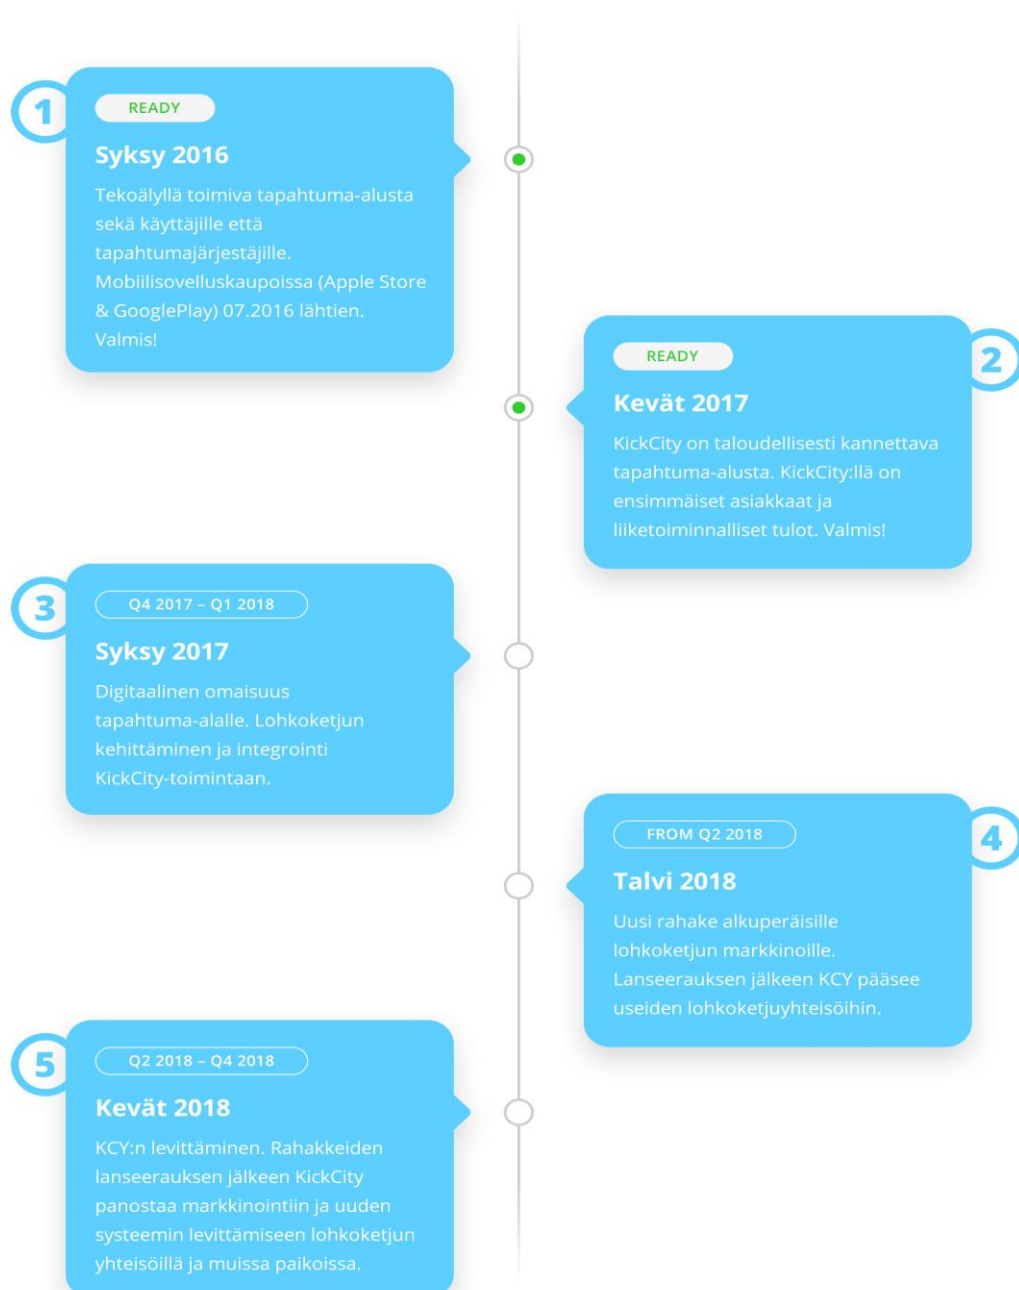 1
READY
Syksy 2016
Tekoälyllä toimiva tapahtuma-alusta
sekä käyttäjille että
tapahtumajärjestäjille.
Mobiilisovelluskaupoissa (Apple Store
& GooglePlay) 07.2016 lähtien.
Valmis!
2
READY
Kevät 2017
KickCity on taloudellisesti kannettava
tapahtuma-alusta. KickCity:llä on
ensimmäiset asiakkaat ja
liiketoiminnalliset tulot. Valmis!
3
Q4 2017 – Q1 2018
Syksy 2017
Digitaalinen omaisuus
tapahtuma-alalle. Lohkoketjun
kehittäminen ja integrointi
KickCity-toimintaan.
4
FROM Q2 2018
Talvi 2018
Uusi rahake alkuperäisille
lohkoketjun markkinoille.
Lanseerauksen jälkeen KCY pääsee
useiden lohkoketjuyhteisöihin.
5
Q2 2018 – Q4 2018
Kevät 2018
KCY:n levittäminen. Rahakkeiden
lanseerauksen jälkeen KickCity
panostaa markkinointiin ja uuden
systeemin levittämiseen lohkoketjun
yhteisöillä ja muissa paikoissa.